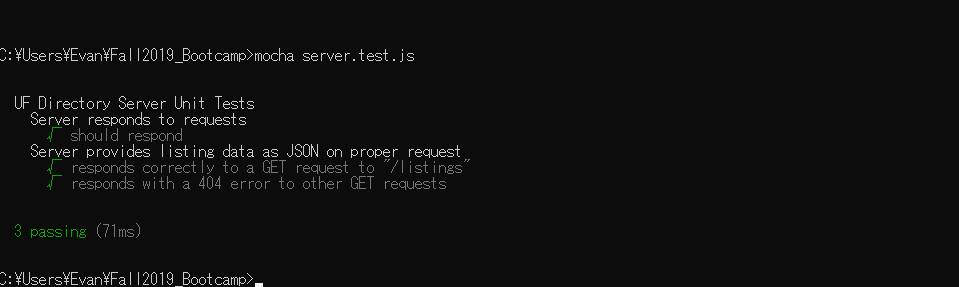 C:¥Users¥Evan¥Fall2019_Bootcamp>mocha server.test.js
UF Directory Server Unit Tests
Server responds to requests
√ should respond
Server provides listing data as JSON on proper request
√ responds correctly to a GET request to "/listings"
√ responds with a 404 error to other GET requests
3 passing (71ms)
C:¥Users¥Evan¥Fall2019_Bootcamp>